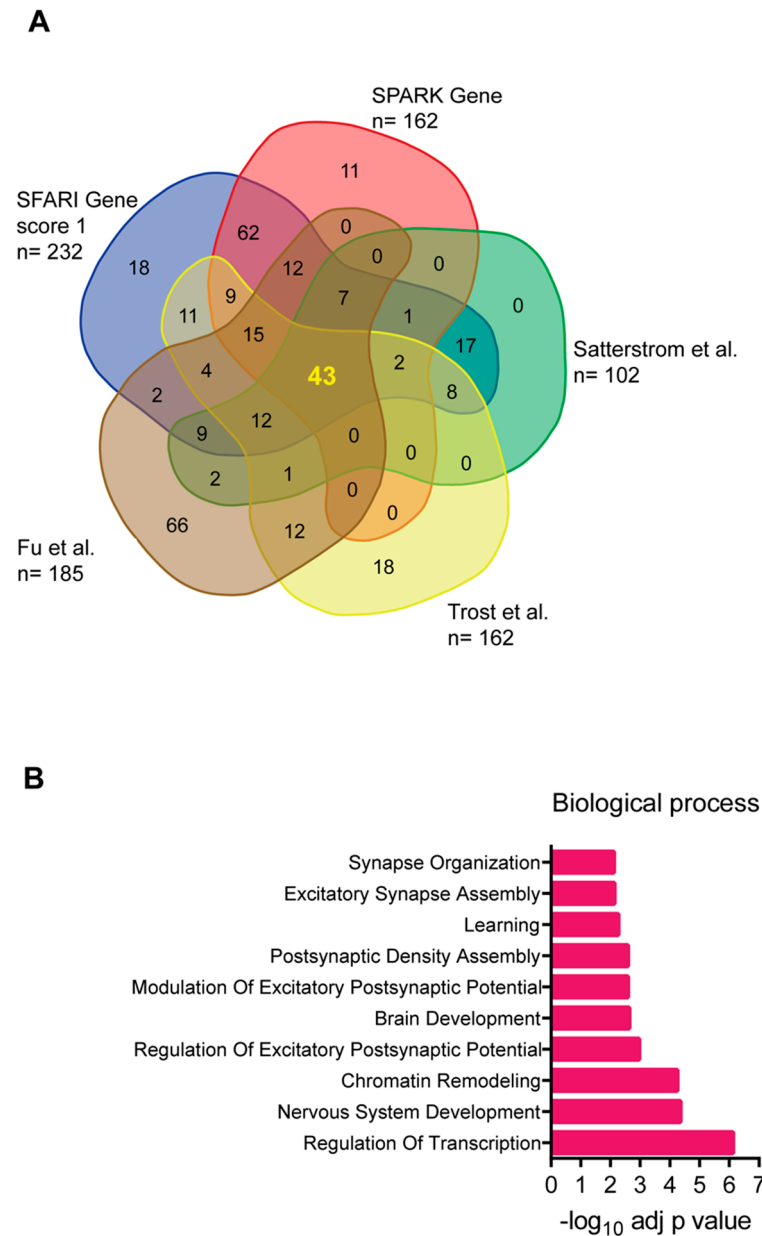 A
SPARK Gene
n= 162
SFARI Gene
score 1
n= 232
Satterstrom et al.
n= 102
Fu et al.
n= 185
Trost et al.
n= 162
11
62
0
0
0
0
18
12
9
7
1
17
11
15
2
8
4
43
2
12
9
0
0
0
2
1
0
0
66
12
18
B
Biological process
Synapse Organization
Excitatory Synapse Assembly
Learning
Postsynaptic Density Assembly
Modulation Of Excitatory Postsynaptic Potential
Brain Development
Regulation Of Excitatory Postsynaptic Potential
Chromatin Remodeling
Nervous System Development
Regulation Of Transcription
0 1 2 3 4 5 6 7
-log10 adj p value